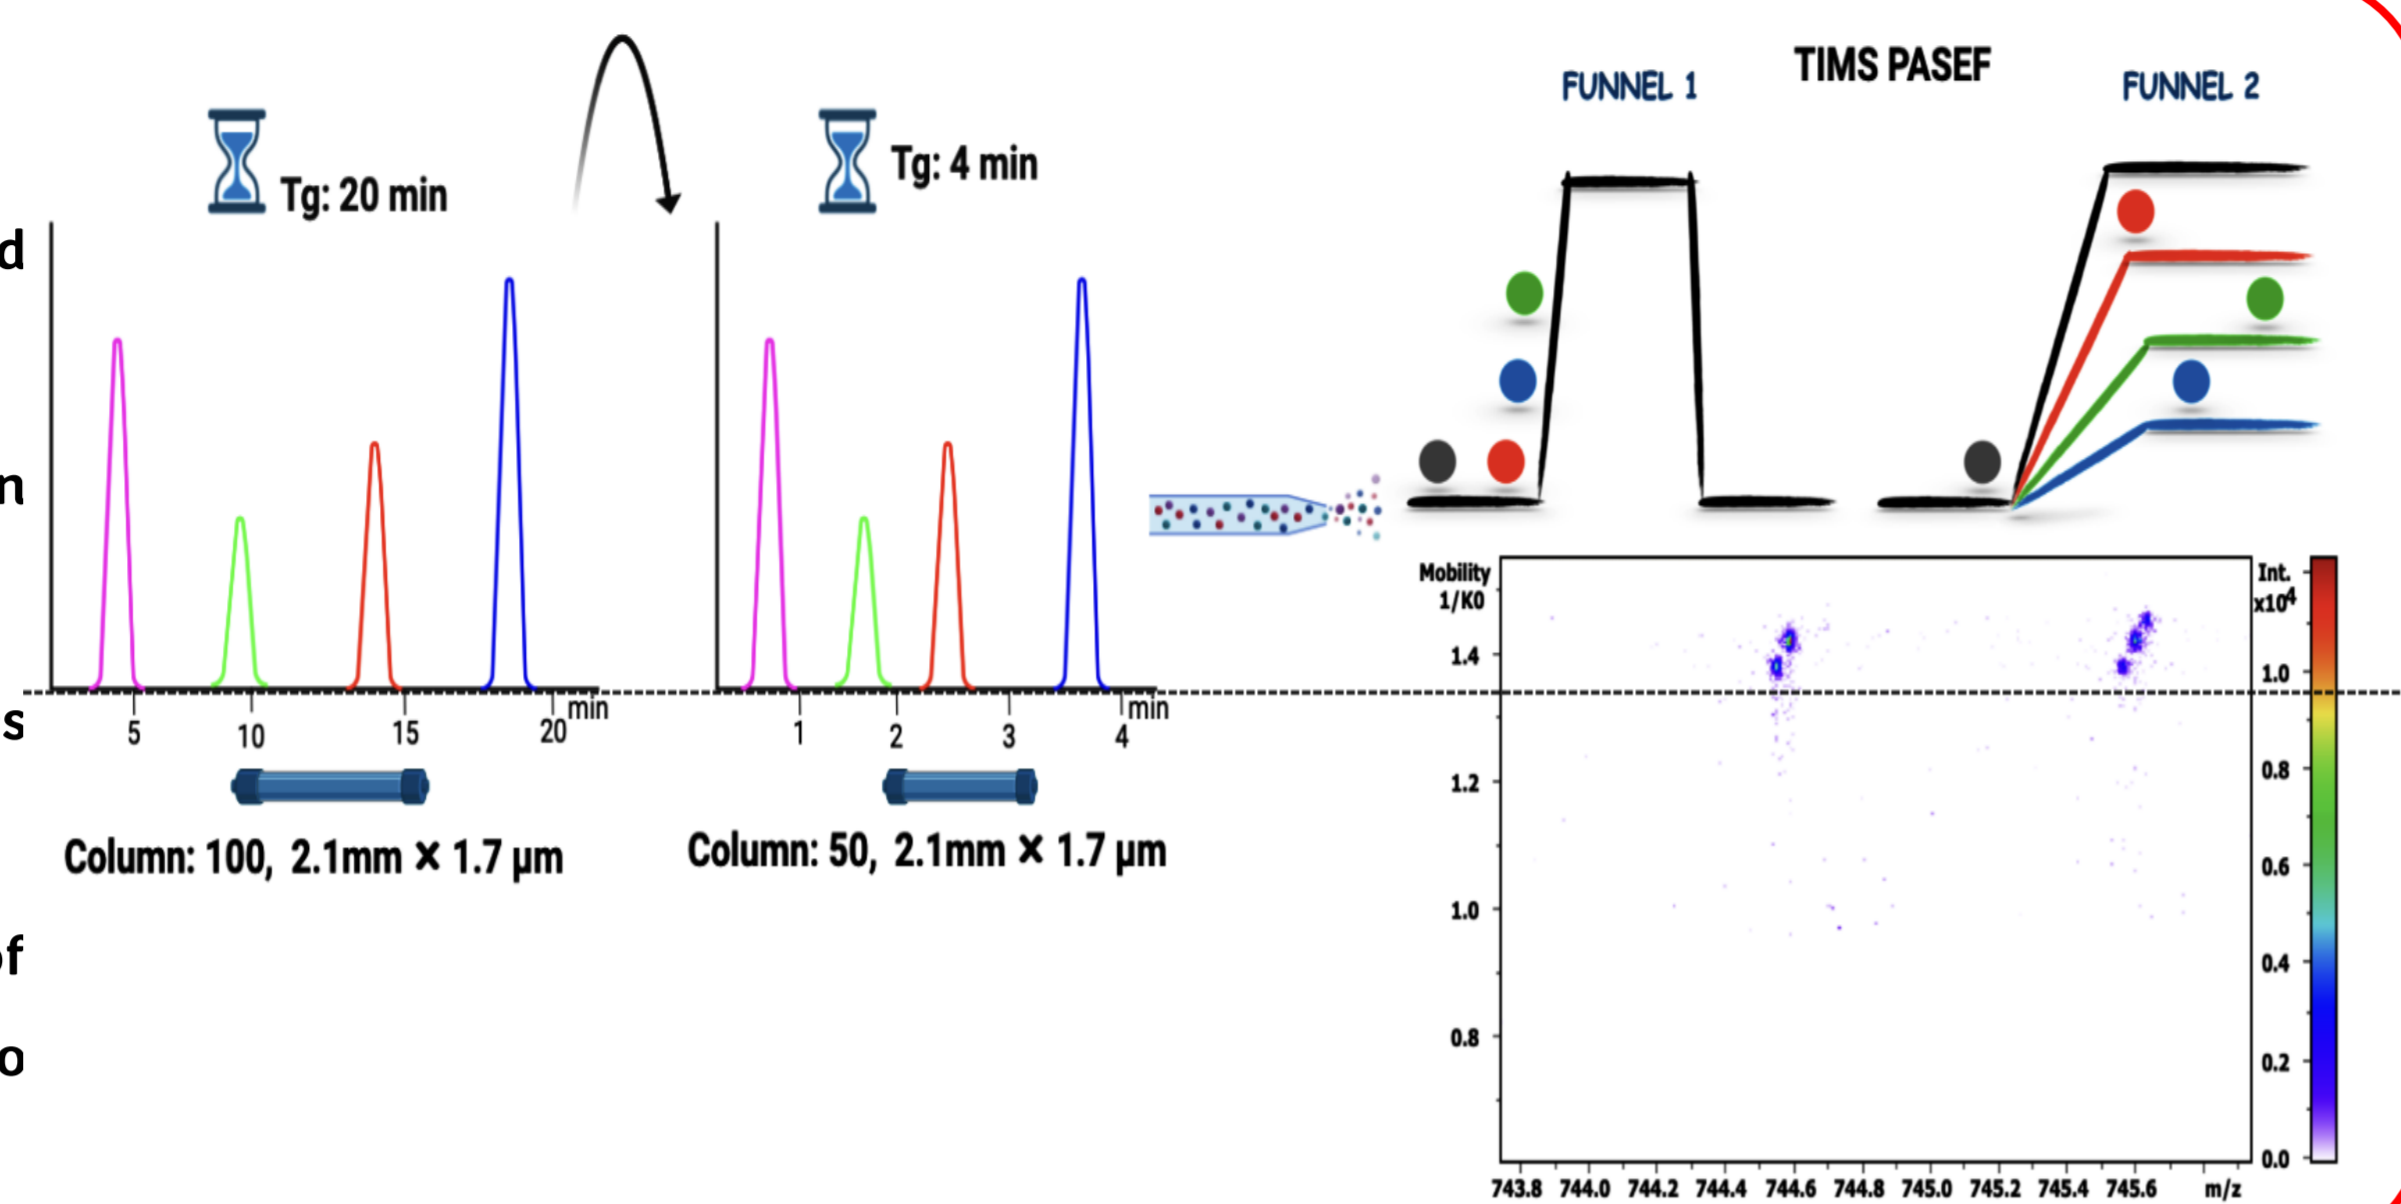 d
n
s
of
o
Tg: 20 min
5 10 15 20 min
Column: 100, 2.1mm × 1.7 µm
Tg: 4 min
1 2 3 4 min
Column: 50, 2.1mm × 1.7 µm
TIMS PASEF
FUNNEL 1
FUNNEL 2
Mobility
1/K0
1.4
1.2
1.0
0.8
743.8 744.0 744.2 744.4 744.6 744.8 745.0 745.2 745.4 745.6 m/z
Int.
x10⁴
1.0
0.8
0.6
0.4
0.2
0.0